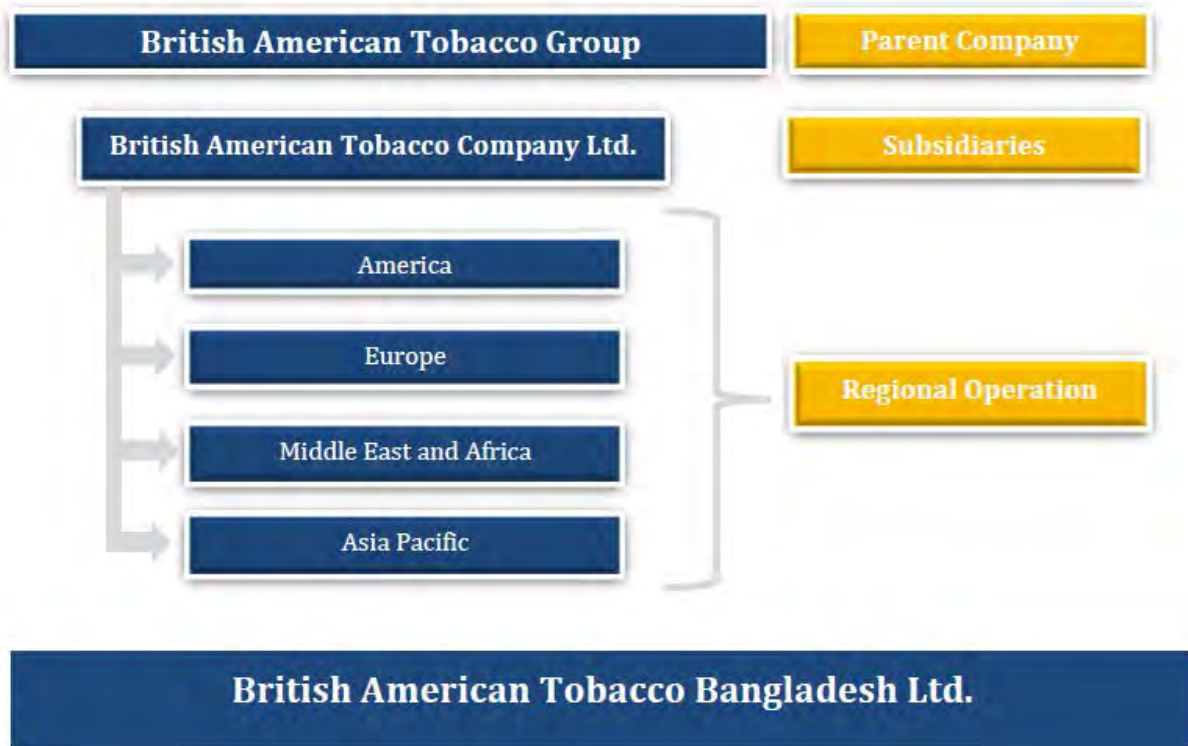 British American Tobacco Group
Parent Company
British American Tobacco Company Ltd.
Subsidiaries
America
Europe
Middle East and Africa
Asia Pacific
Regional Operation
British American Tobacco Bangladesh Ltd.